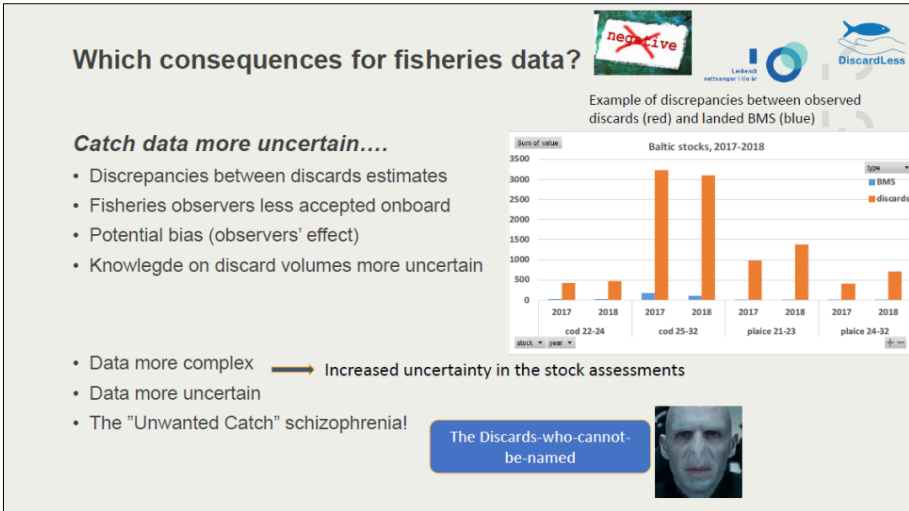 Which consequences for fisheries data?
negative
Leiðandi
DiscardLess
Example of discrepancies between observed
discards (red) and landed BMS (blue)
Catch data more uncertain….
• Discrepancies between discards estimates
• Fisheries observers less accepted onboard
• Potential bias (observers' effect)
• Knowlegde on discard volumes more uncertain
Sum of value
Baltic stocks, 2017-2018
type
BMS
discards
3500
3000
2500
2000
1500
1000
500
0
2017 2018 2017 2018 2017 2018 2017 2018
cod 22-24 cod 25-32 plaice 21-23 plaice 24-32
stock year
• Data more complex
Increased uncertainty in the stock assessments
• Data more uncertain
• The ”Unwanted Catch” schizophrenia!
The Discards-who-cannot-
be-named